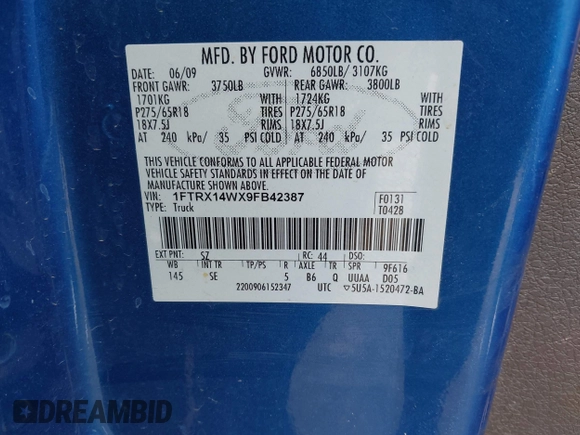 MFD. BY FORD MOTOR CO.
DATE: 06/09 GVWR: 6850LB/ 3107KG
FRONT GAWR: 3750LB REAR GAWR: 3800LB
1701KG WITH 1724KG WITH
P275/65R18 TIRES P275/65R18 TIRES
18X7.5J RIMS 18X7.5J RIMS
AT 240 kPa/ 35 PSI COLD AT 240 kPa/ 35 PSI COLD
THIS VEHICLE CONFORMS TO ALL APPLICABLE FEDERAL MOTOR
VEHICLE SAFETY STANDARDS IN EFFECT ON THE DATE OF MANUFACTURE
SHOWN ABOVE.
VIN: 1FTRX14WX9FB42387
TYPE: Truck
F0131
T0428
EXT PNT: SZ RC: 44 DSO:
WB INT TR TP/PS R AXLE TR SPR 9F616
145 SE 5 B6 Q UUAA D05
2200906152347 UTC ▽5U5A-1520472-BA
DREAMBID